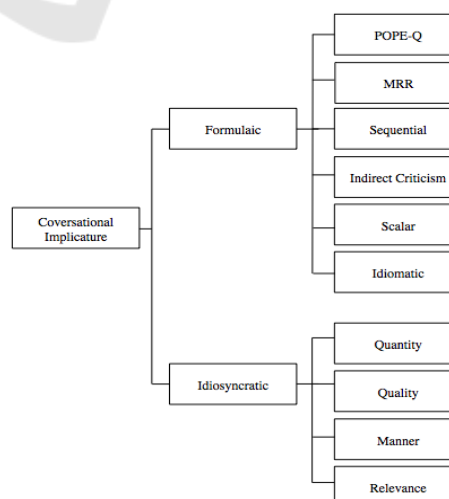 POPE-Q
MRR
Formulaic
Sequential
Indirect Criticism
Scalar
Coversational
Implicature
Idiomatic
Quantity
Idiosyncratic
Quality
Manner
Relevance